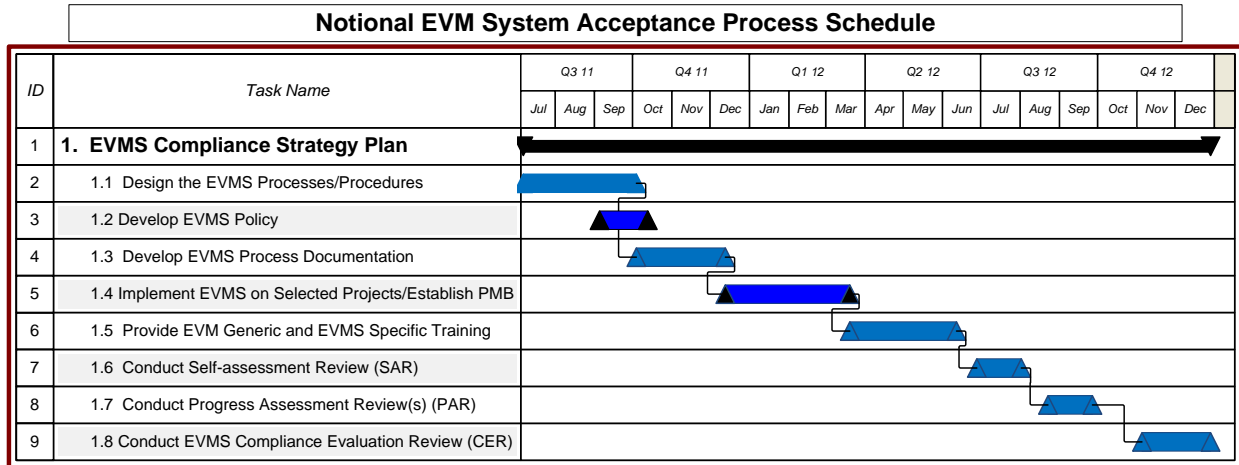 Notional EVM System Acceptance Process Schedule
ID Task Name Q3 11 Q4 11 Q1 12 Q2 12 Q3 12 Q4 12
Jul Aug Sep Oct Nov Dec Jan Feb Mar Apr May Jun Jul Aug Sep Oct Nov Dec
1 1. EVMS Compliance Strategy Plan
2 1.1 Design the EVMS Processes/Procedures
3 1.2 Develop EVMS Policy
4 1.3 Develop EVMS Process Documentation
5 1.4 Implement EVMS on Selected Projects/Establish PMB
6 1.5 Provide EVM Generic and EVMS Specific Training
7 1.6 Conduct Self-assessment Review (SAR)
8 1.7 Conduct Progress Assessment Review(s) (PAR)
9 1.8 Conduct EVMS Compliance Evaluation Review (CER)